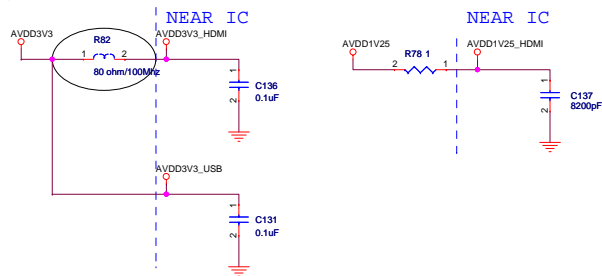 NEAR IC
AVDD3V3
R82
AVDD3V3_HDMI
1
2
80 ohm/100Mhz
1
C136
0.1uF
2
AVDD3V3_USB
1
C131
0.1uF
2
NEAR IC
AVDD1V25
R78 1
AVDD1V25_HDMI
2
1
1
C137
8200pF
2